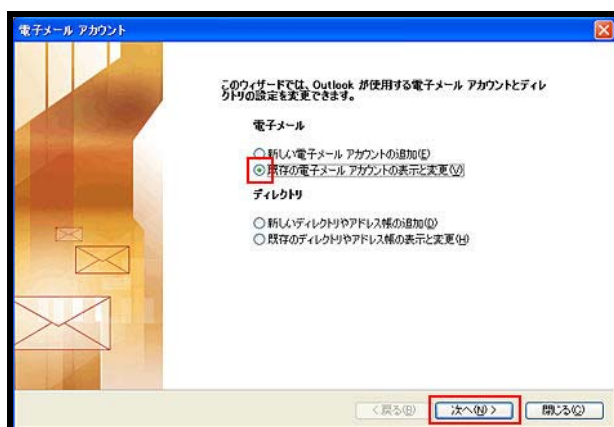 電子メール アカウント
このウィザードでは、Outlook が使用する電子メール アカウントとディレ
クトリの設定を変更できます。
電子メール
新しい電子メール アカウントの追加(E)
既存の電子メール アカウントの表示と変更(V)
ディレクトリ
新しいディレクトリやアドレス帳の追加(D)
既存のディレクトリやアドレス帳の表示と変更(H)
< 戻る(B) 次へ(N) > 閉じる(C)